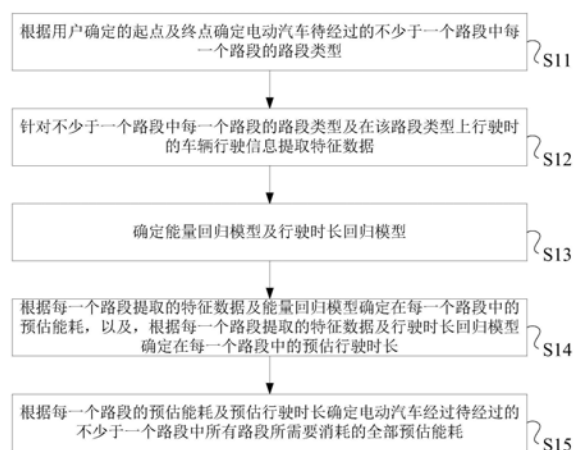 根据用户确定的起点及终点确定电动汽车待经过的不少于一个路段中每
一个路段的路段类型
S11
针对不少于一个路段中每一个路段的路段类型及在该路段类型上行驶时
的车辆行驶信息提取特征数据
S12
确定能量回归模型及行驶时长回归模型
S13
根据每一个路段提取的特征数据及能量回归模型确定在每一个路段中的
预估能耗，以及，根据每一个路段提取的特征数据及行驶时长回归模型
确定在每一个路段中的预估行驶时长
S14
根据每一个路段的预估能耗及预估行驶时长确定电动汽车经过待经过的
不少于一个路段中所有路段所需要消耗的全部预估能耗
S15